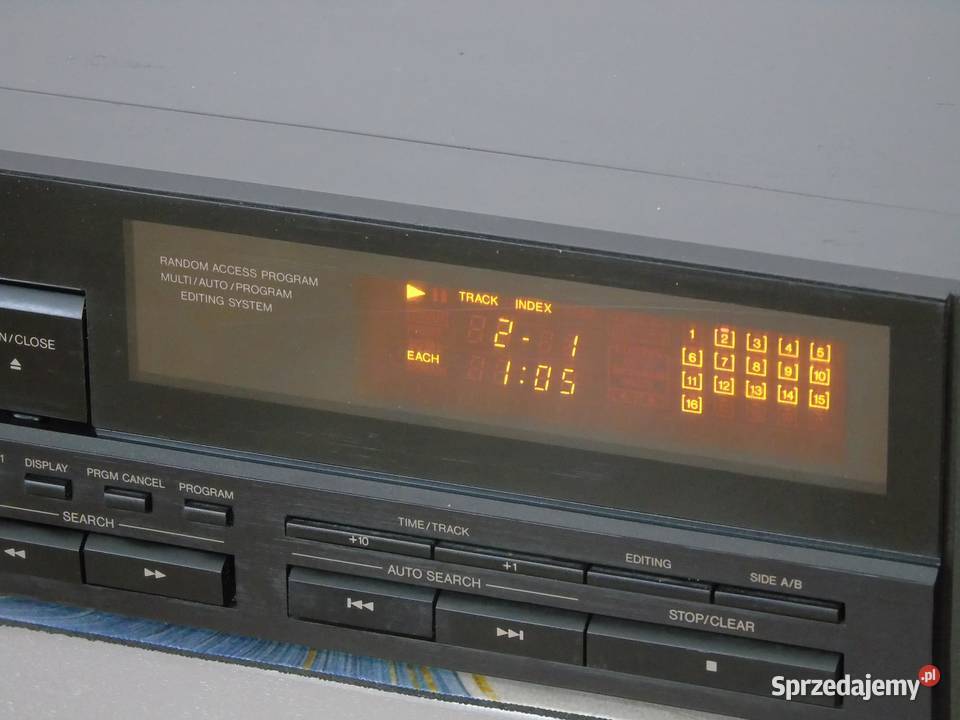 RANDOM ACCESS PROGRAM
MULTI/AUTO/PROGRAM
EDITING SYSTEM
TRACK INDEX
2- 1
EACH
1:05
1 [2] [3] [4] [5]
[6] [7] [8] [9] [10]
[11] [12] [13] [14] [15]
[16]
N/CLOSE
1 DISPLAY PRGM CANCEL PROGRAM
SEARCH
TIME/TRACK
+10 +1
EDITING
SIDE A/B
AUTO SEARCH
STOP/CLEAR
Sprzedajemy.pl